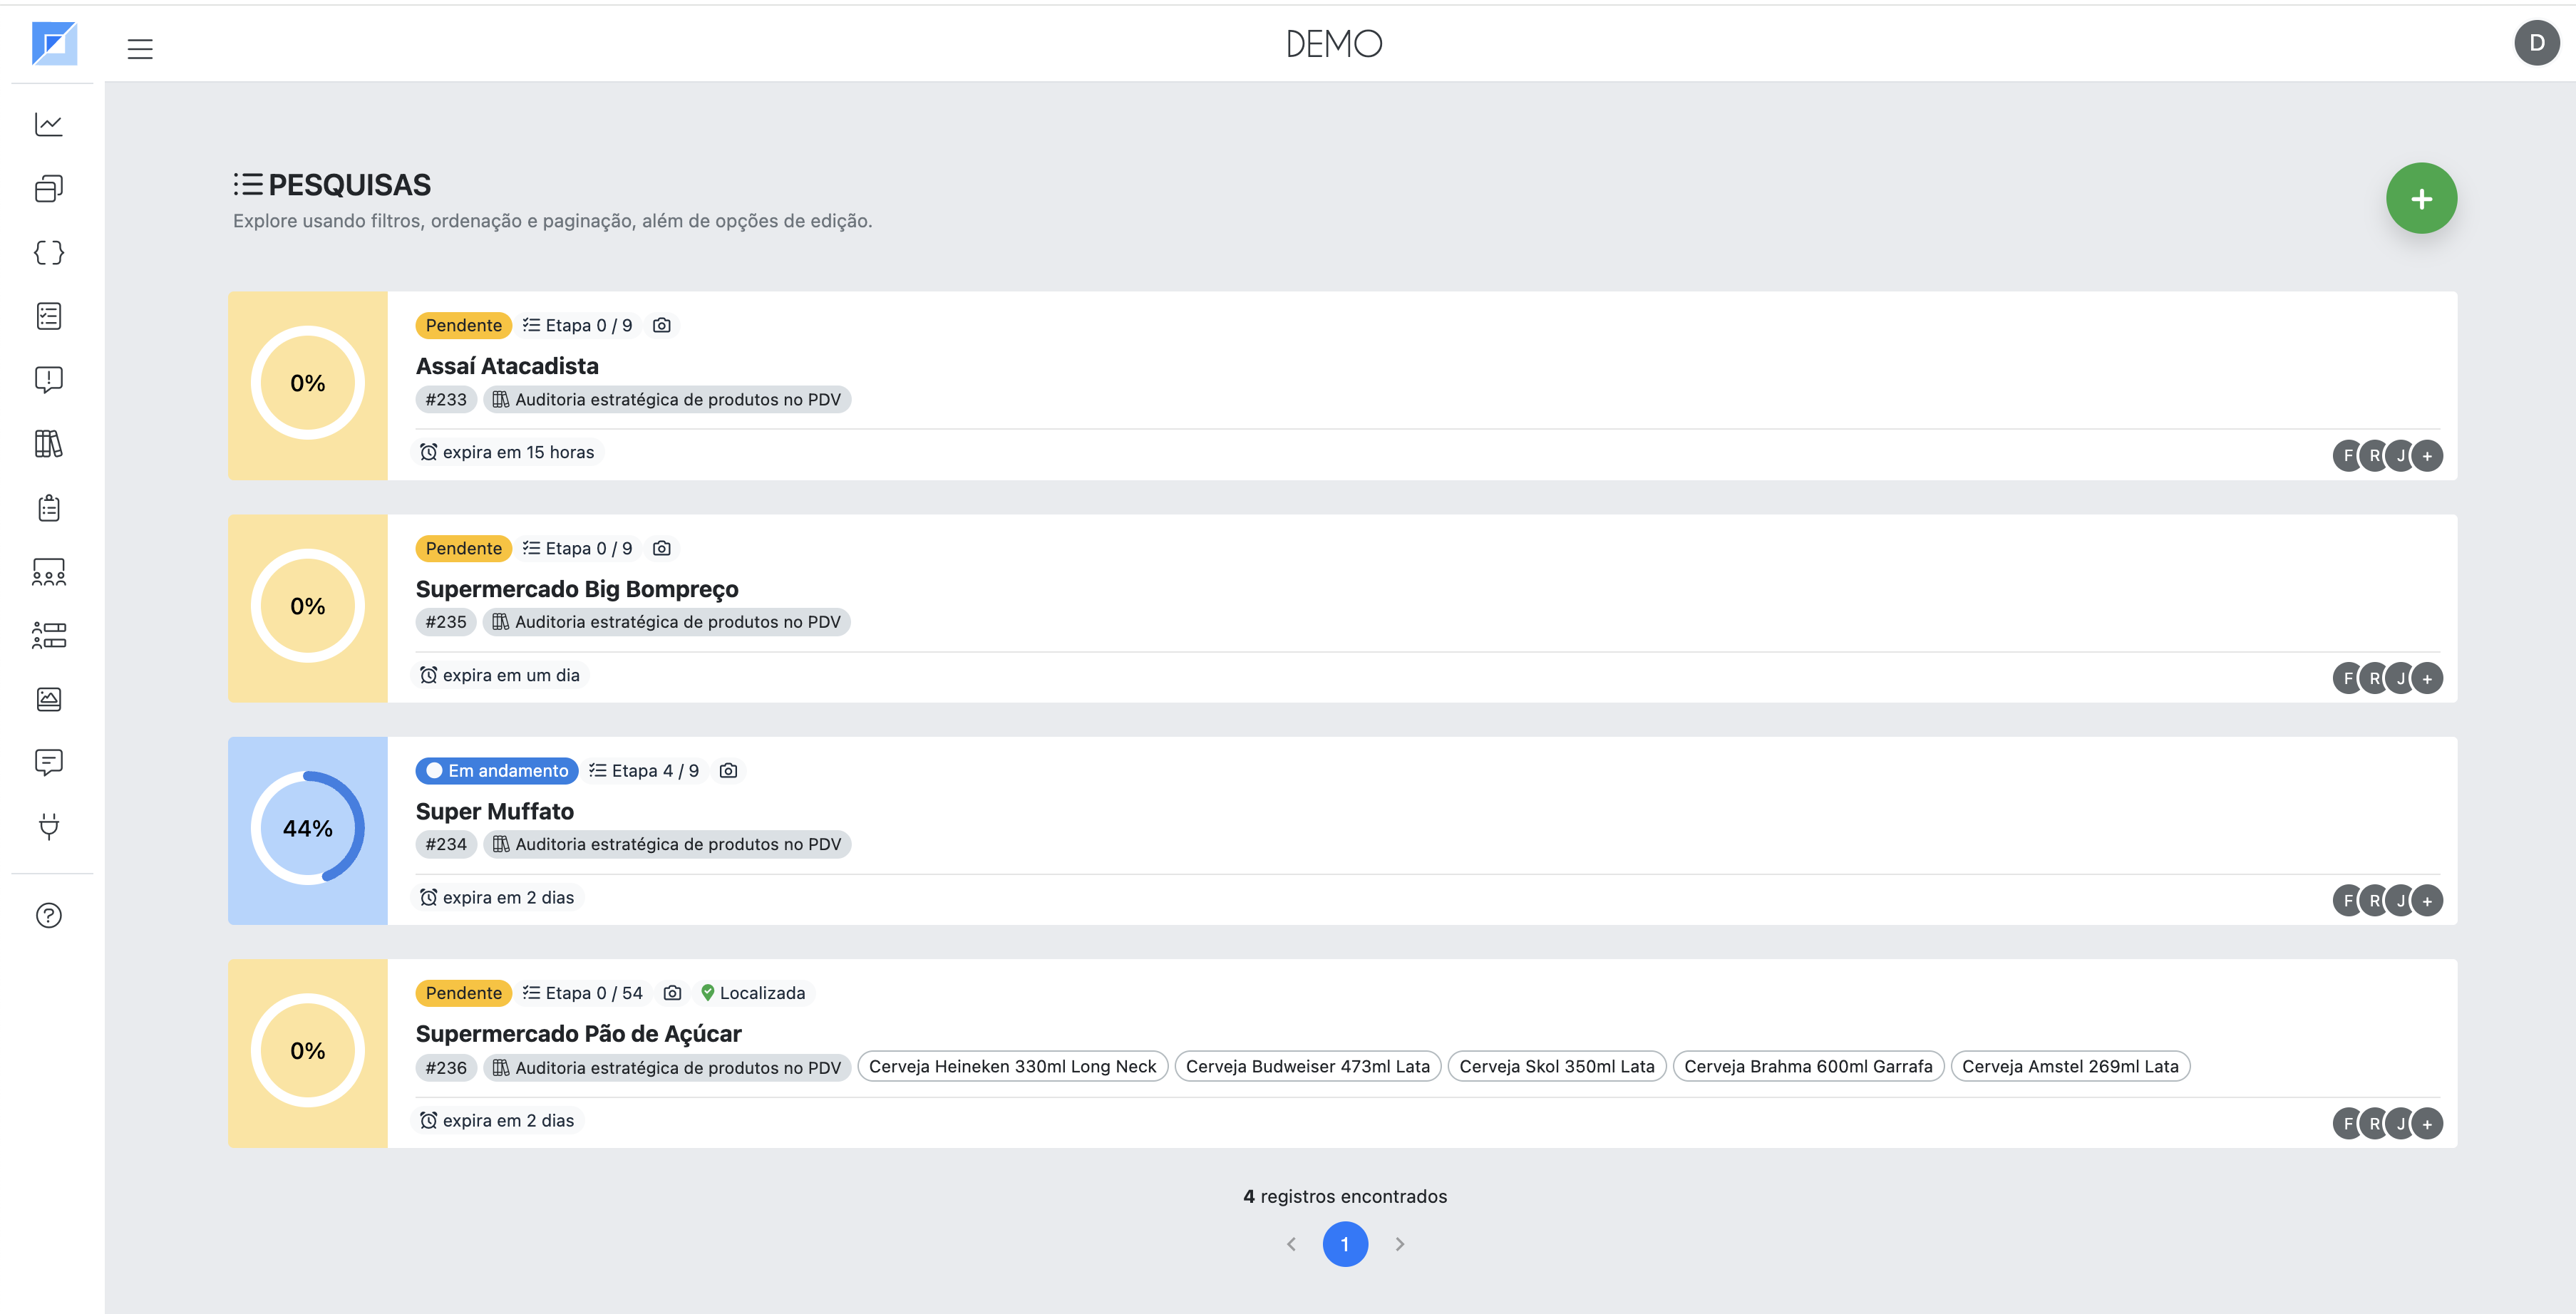 DEMO
D
PESQUISAS
Explore usando filtros, ordenação e paginação, além de opções de edição.
+
0%
Pendente Etapa 0 / 9
Assaí Atacadista
#233 Auditoria estratégica de produtos no PDV
expira em 15 horas
F R J +
0%
Pendente Etapa 0 / 9
Supermercado Big Bompreço
#235 Auditoria estratégica de produtos no PDV
expira em um dia
F R J +
44%
Em andamento Etapa 4 / 9
Super Muffato
#234 Auditoria estratégica de produtos no PDV
expira em 2 dias
F R J +
0%
Pendente Etapa 0 / 54 Localizada
Supermercado Pão de Açúcar
#236 Auditoria estratégica de produtos no PDV Cerveja Heineken 330ml Long Neck Cerveja Budweiser 473ml Lata Cerveja Skol 350ml Lata Cerveja Brahma 600ml Garrafa Cerveja Amstel 269ml Lata
expira em 2 dias
F R J +
4 registros encontrados
1